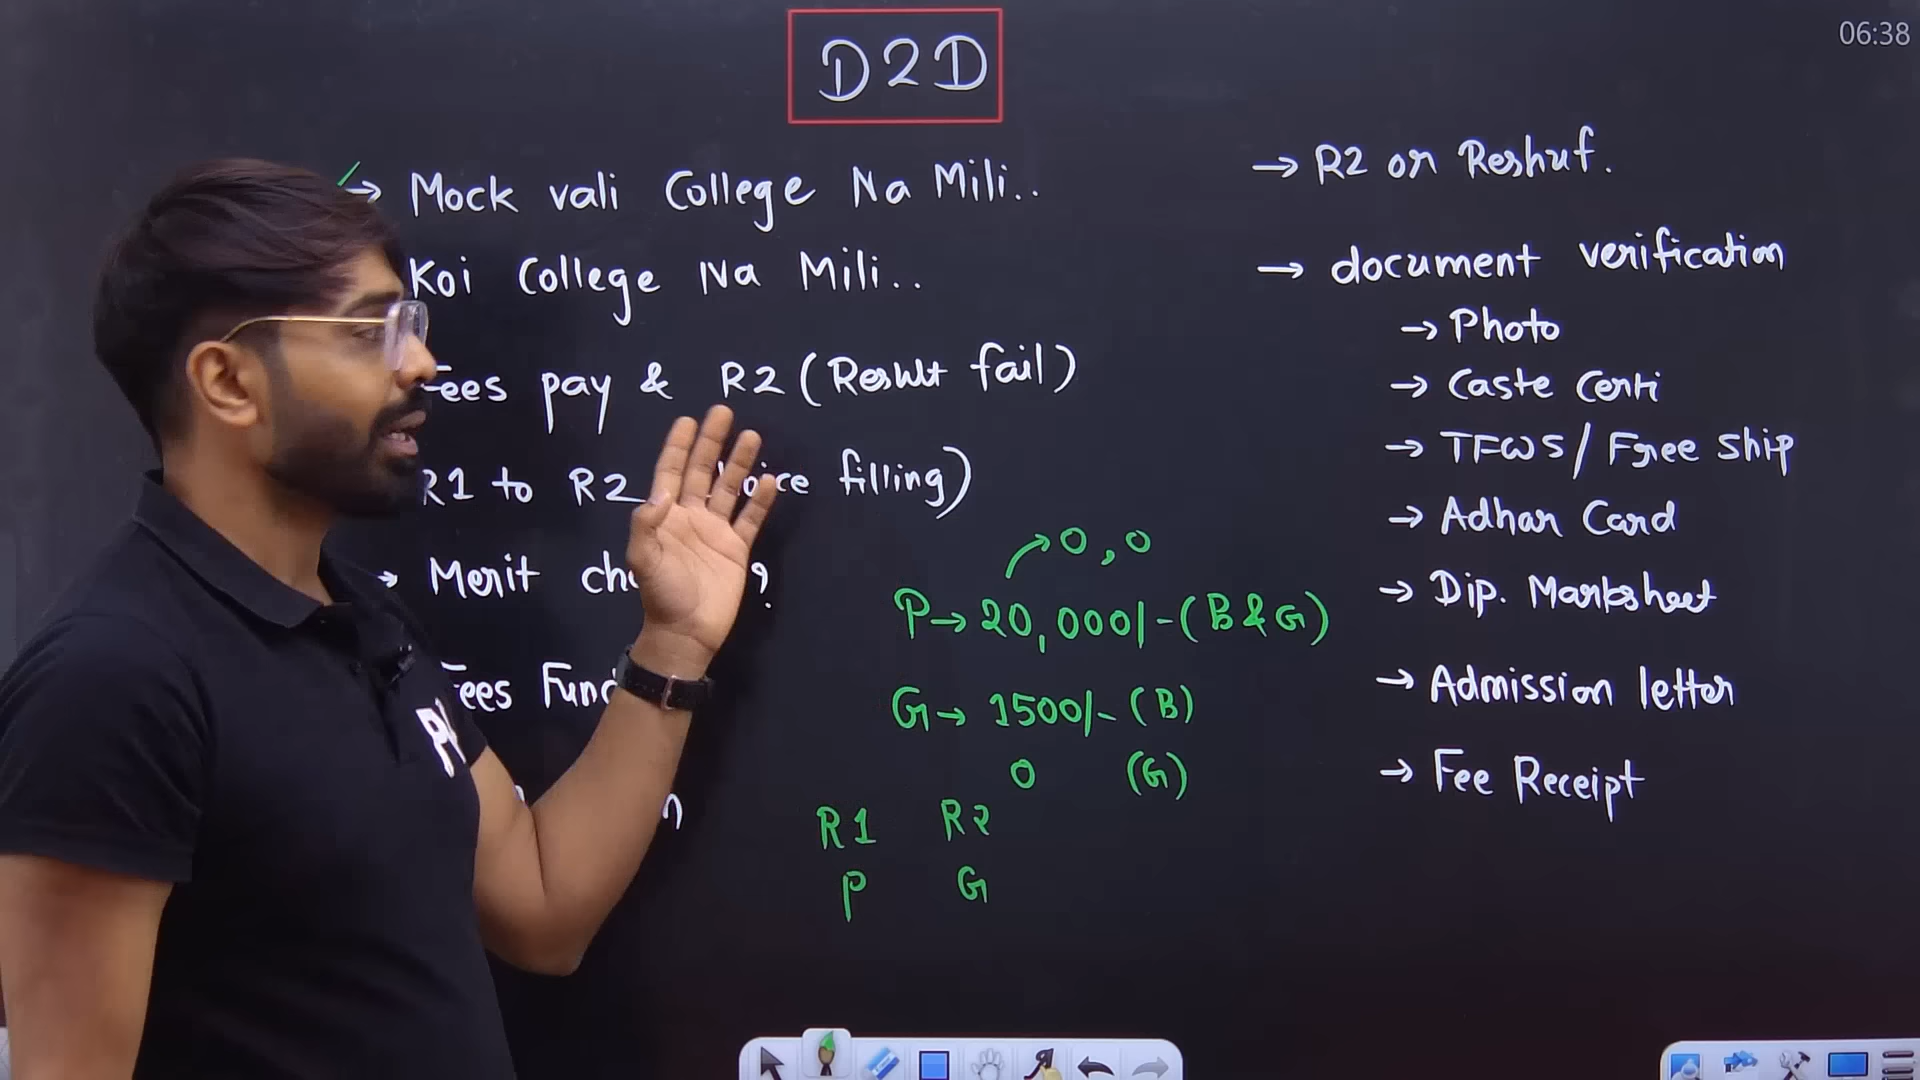 06:38
D2D
→ Mock vali College Na Mili..
Koi College Na Mili..
Fees pay & R2 (Result fail)
R1 to R2 filling)
→ Merit ?
Fees
→ 0, 0
P → 20,000/- (B & G)
G → 1500/- (B)
0 (G)
R1 R2
P G
→ R2 or Reshuf.
→ document verification
→ Photo
→ Caste Certi
→ TFWS / Free Ship
→ Adhar Card
→ Dip. Marksheet
→ Admission letter
→ Fee Receipt